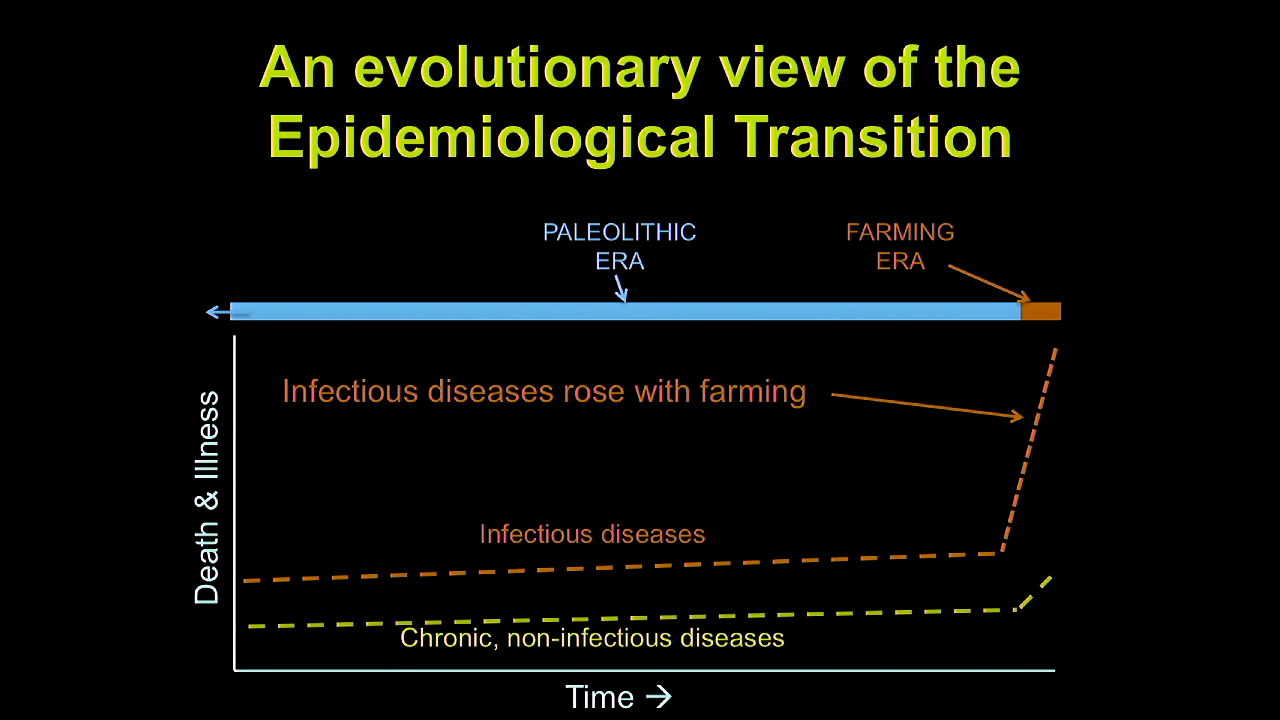 An evolutionary view of the
Epidemiological Transition
PALEOLITHIC
ERA
FARMING
ERA
Infectious diseases rose with farming
Death & Illness
Infectious diseases
Chronic, non-infectious diseases
Time →